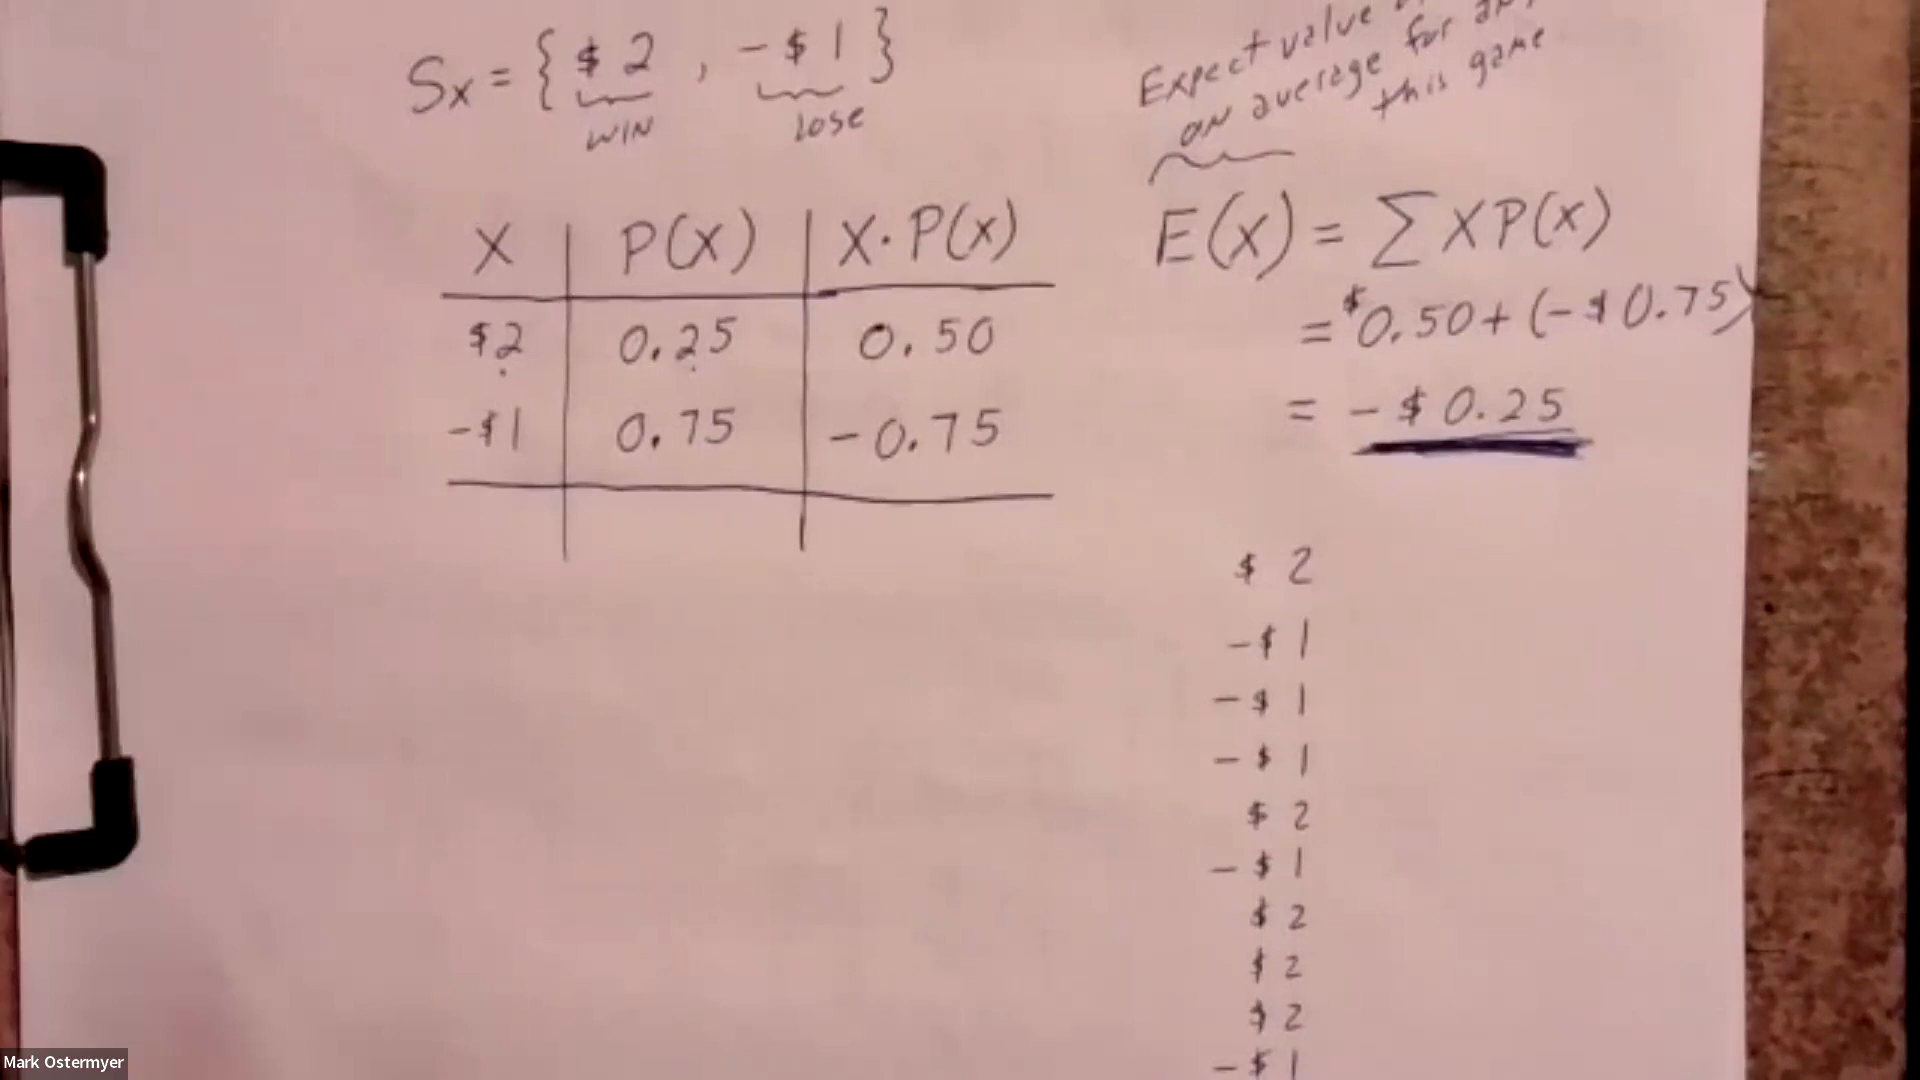 Sx = { $ 2 , - $ 1 }
WIN lose
Expect value
on average for
this game
X P(X) X · P(X)
$2 0.25 0.50
-$1 0.75 -0.75
E(X) = Σ X P(X)
= $0.50 + (-$0.75)
= -$0.25
$ 2
-$ 1
-$ 1
-$ 1
$ 2
-$ 1
$ 2
$ 2
$ 2
-$ 1
Mark Ostermyer